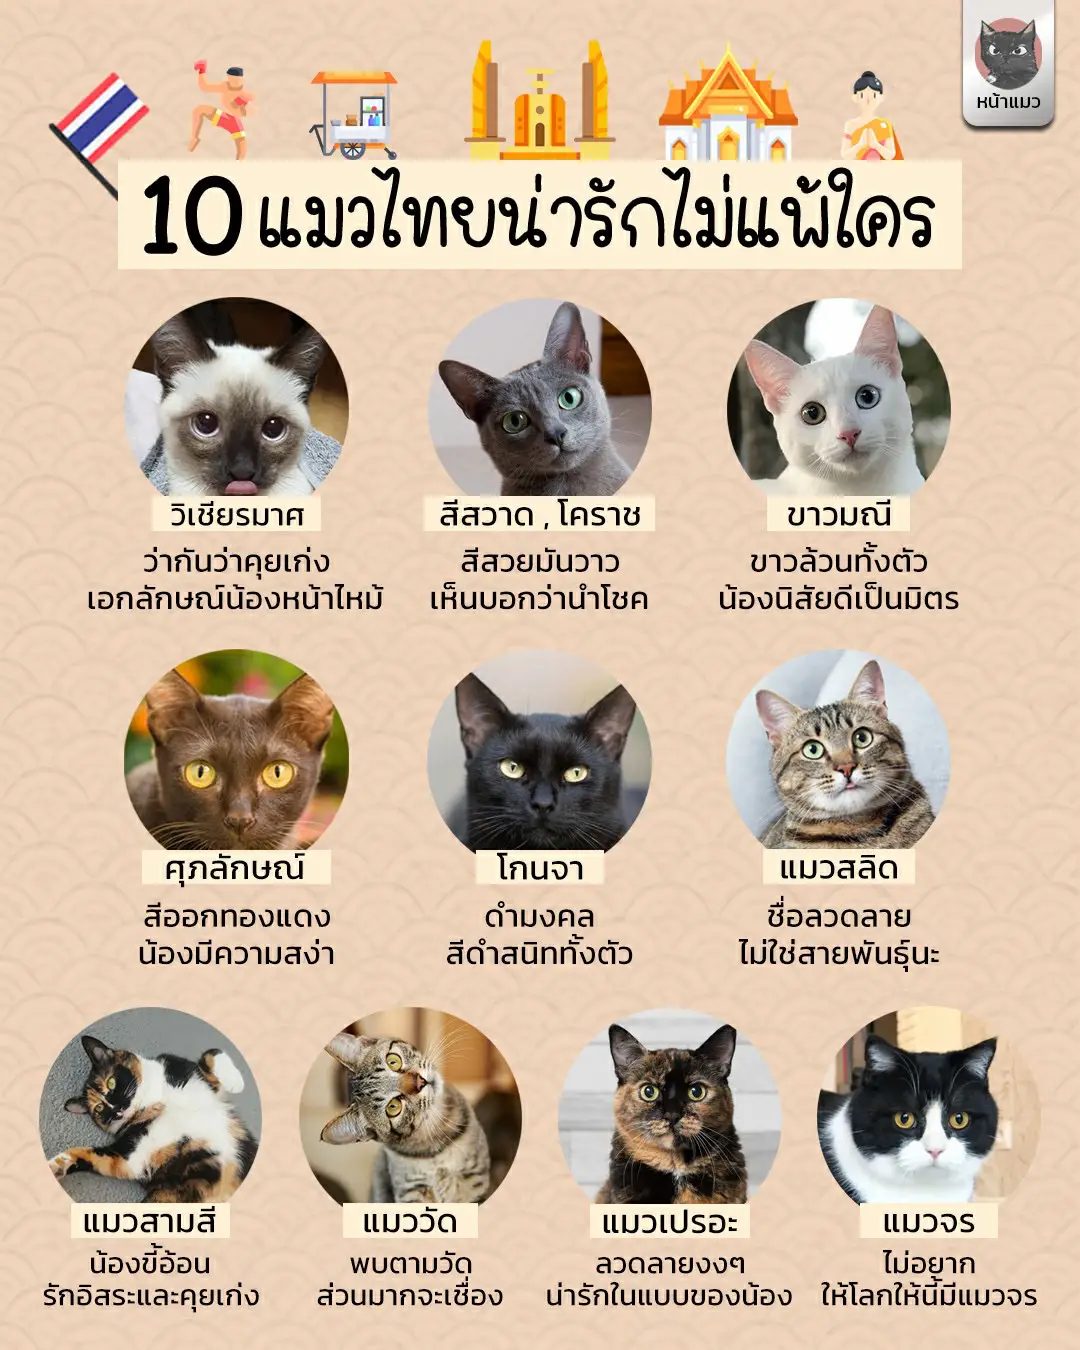 หน้าแมว
10 แมวไทยน่ารักไม่แพ้ใคร
วิเชียรมาศ
ว่ากันว่าคุยเก่ง
เอกลักษณ์น้องหน้าไหม้
สีสวาด , โคราช
สีสวยมันวาว
เห็นบอกว่านำโชค
ขาวมณี
ขาวล้วนทั้งตัว
น้องนิสัยดีเป็นมิตร
ศุภลักษณ์
สีออกทองแดง
น้องมีความสง่า
โกนจา
ดำมงคล
สีดำสนิททั้งตัว
แมวสลิด
ชื่อลวดลาย
ไม่ใช่สายพันธุ์นะ
แมวสามสี
น้องขี้อ้อน
รักอิสระและคุยเก่ง
แมววัด
พบตามวัด
ส่วนมากจะเชื่อง
แมวเปรอะ
ลวดลายงงๆ
น่ารักในแบบของน้อง
แมวจร
ไม่อยาก
ให้โลกให้นี้มีแมวจร